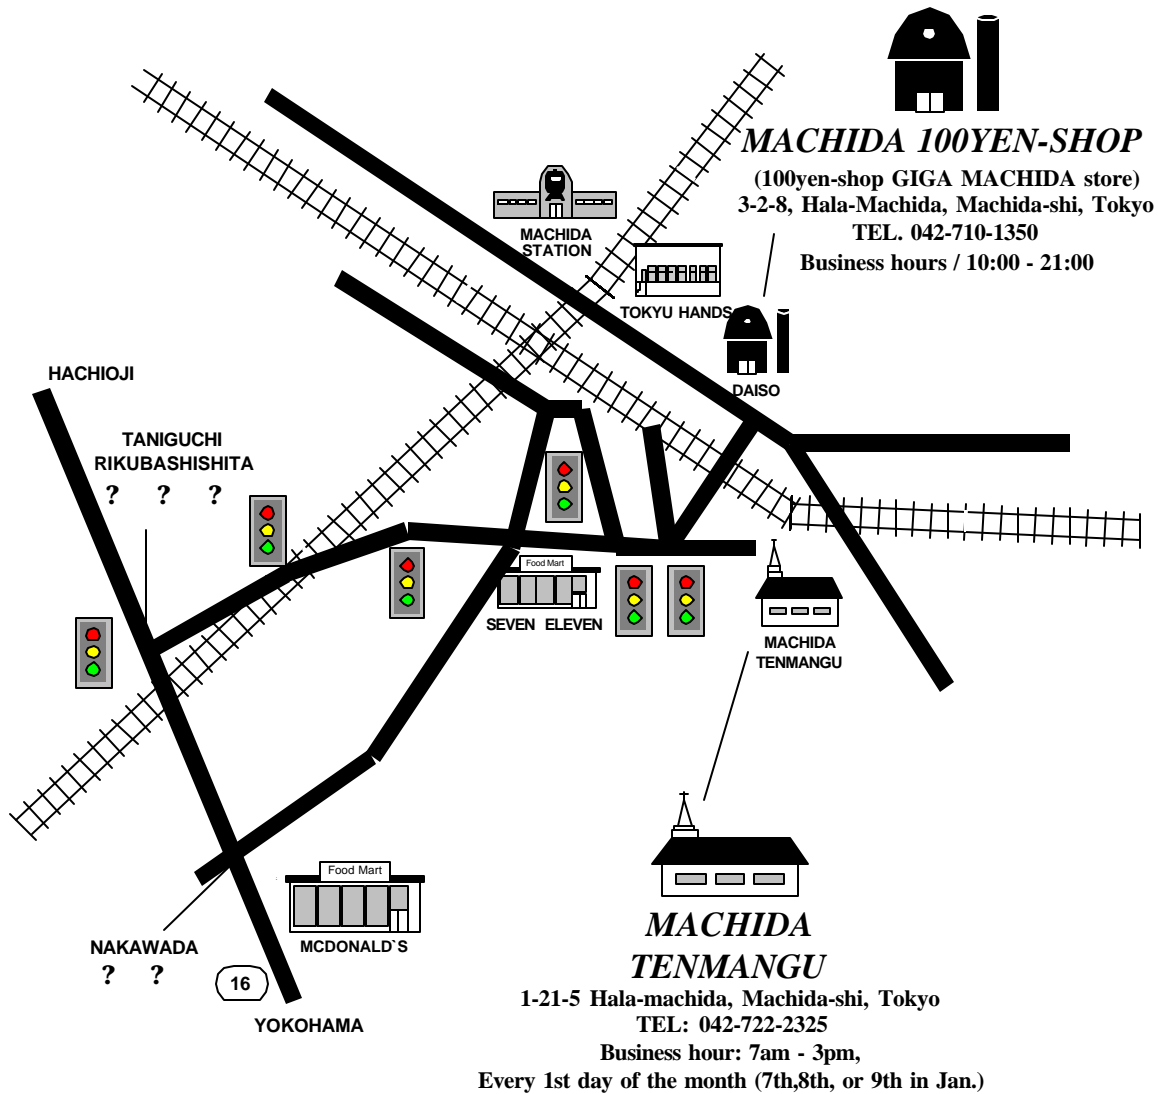 MACHIDA 100YEN-SHOP
(100yen-shop GIGA MACHIDA store)
3-2-8, Hala-Machida, Machida-shi, Tokyo
TEL. 042-710-1350
Business hours / 10:00 - 21:00
MACHIDA
STATION
TOKYU HANDS
DAISO
HACHIOJI
TANIGUCHI
RIKUBASHISHITA
? ? ?
Food Mart
SEVEN ELEVEN
MACHIDA
TENMANGU
Food Mart
MCDONALD`S
NAKAWADA
? ?
16
YOKOHAMA
MACHIDA
TENMANGU
1-21-5 Hala-machida, Machida-shi, Tokyo
TEL: 042-722-2325
Business hour: 7am - 3pm,
Every 1st day of the month (7th,8th, or 9th in Jan.)